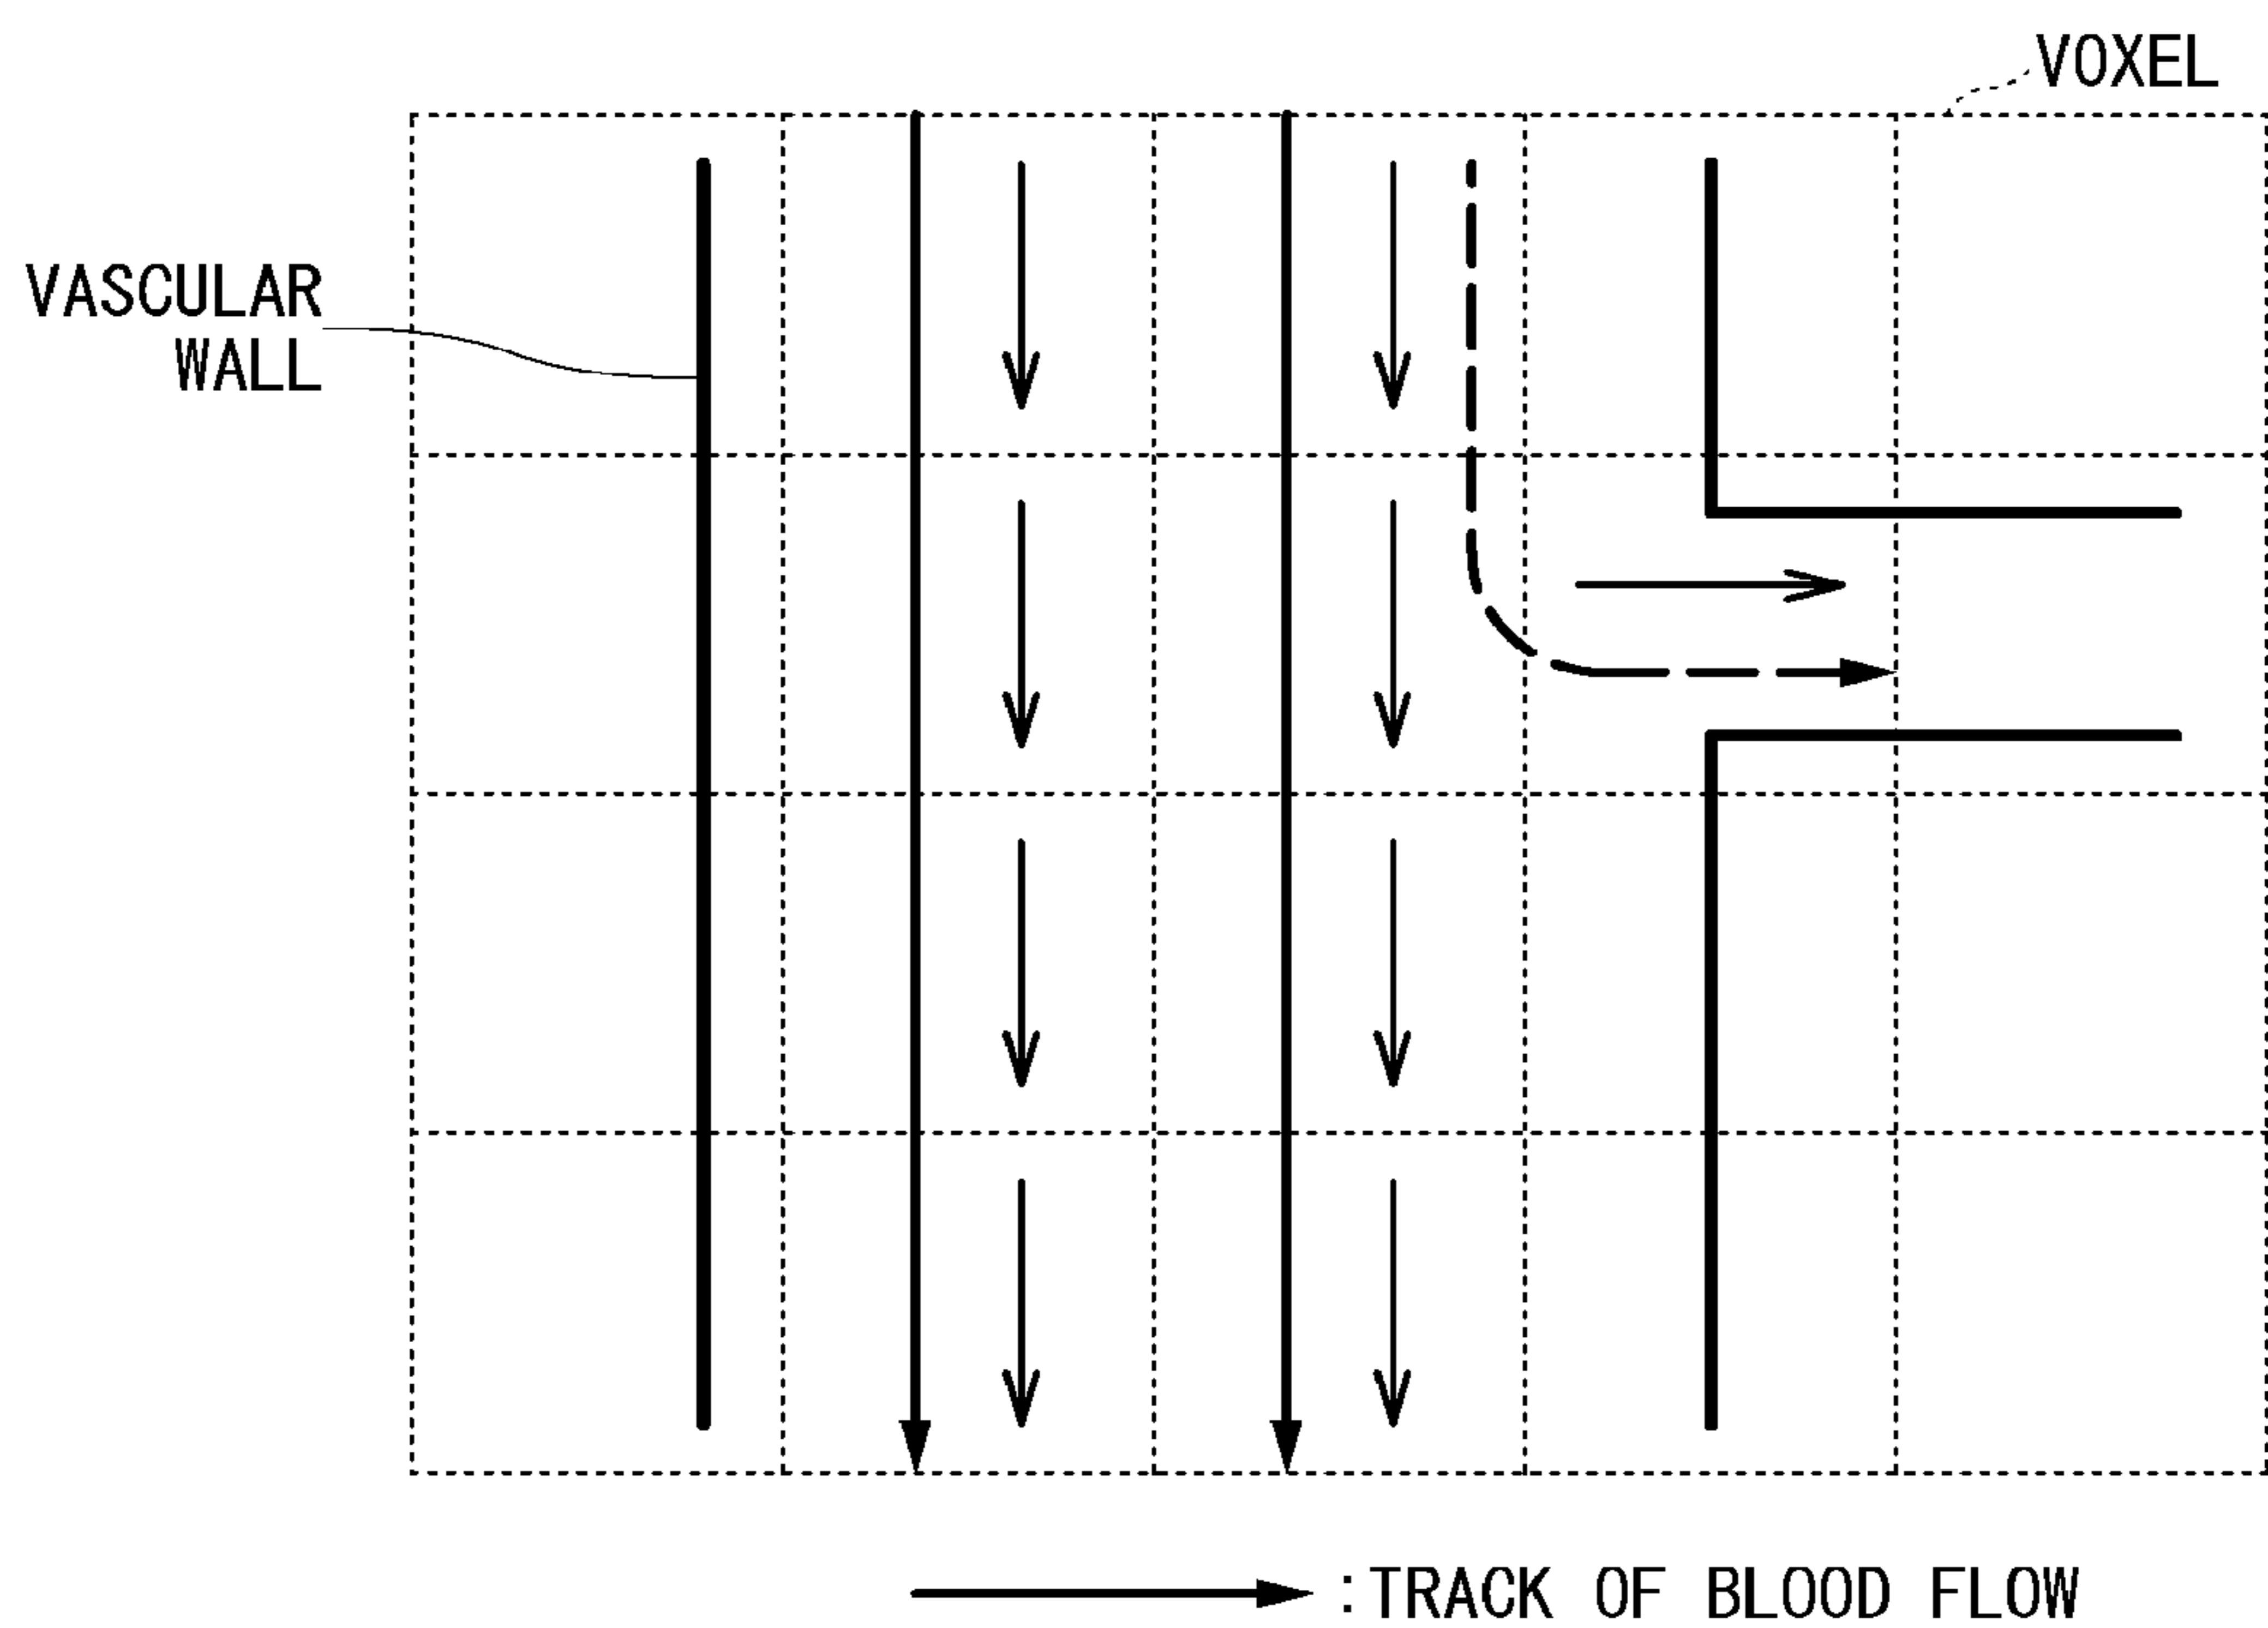 VOXEL
VASCULAR
WALL
:TRACK OF BLOOD FLOW